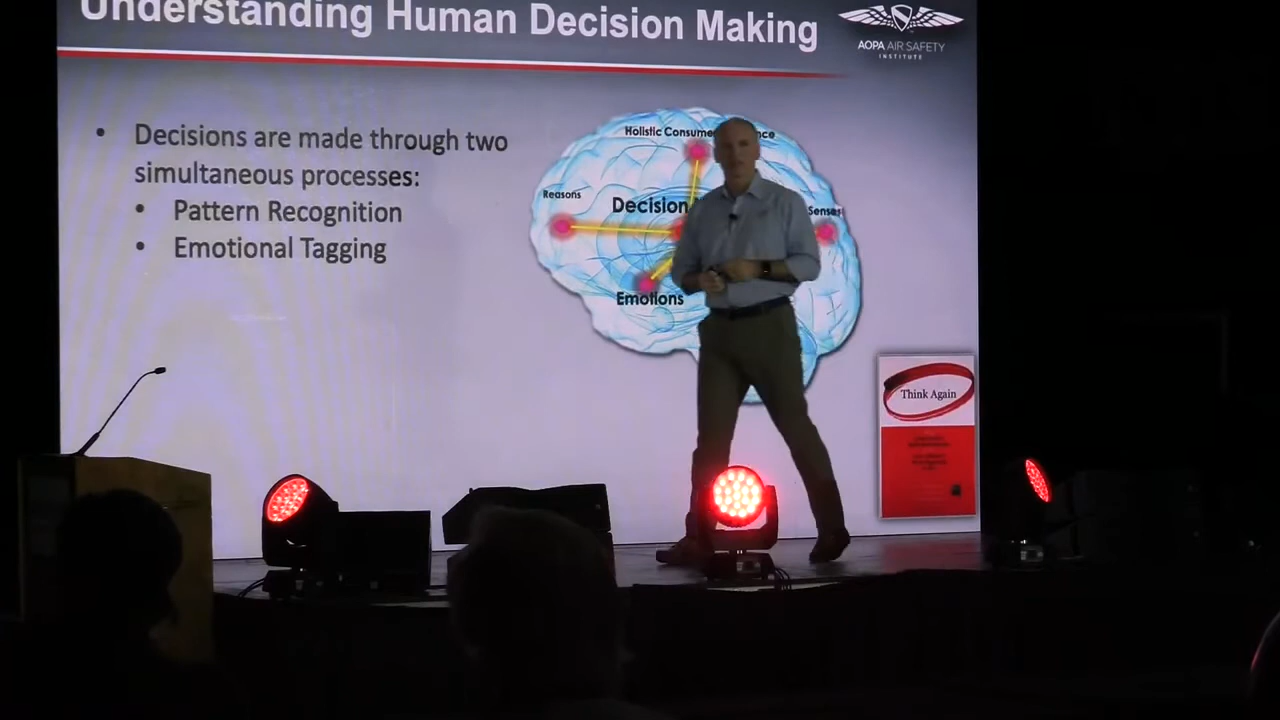 Understanding Human Decision Making
AOPA AIR SAFETY
INSTITUTE
• Decisions are made through two
simultaneous processes:
• Pattern Recognition
• Emotional Tagging
Holistic
Reasons
Decision
Senses
Emotions
Think Again